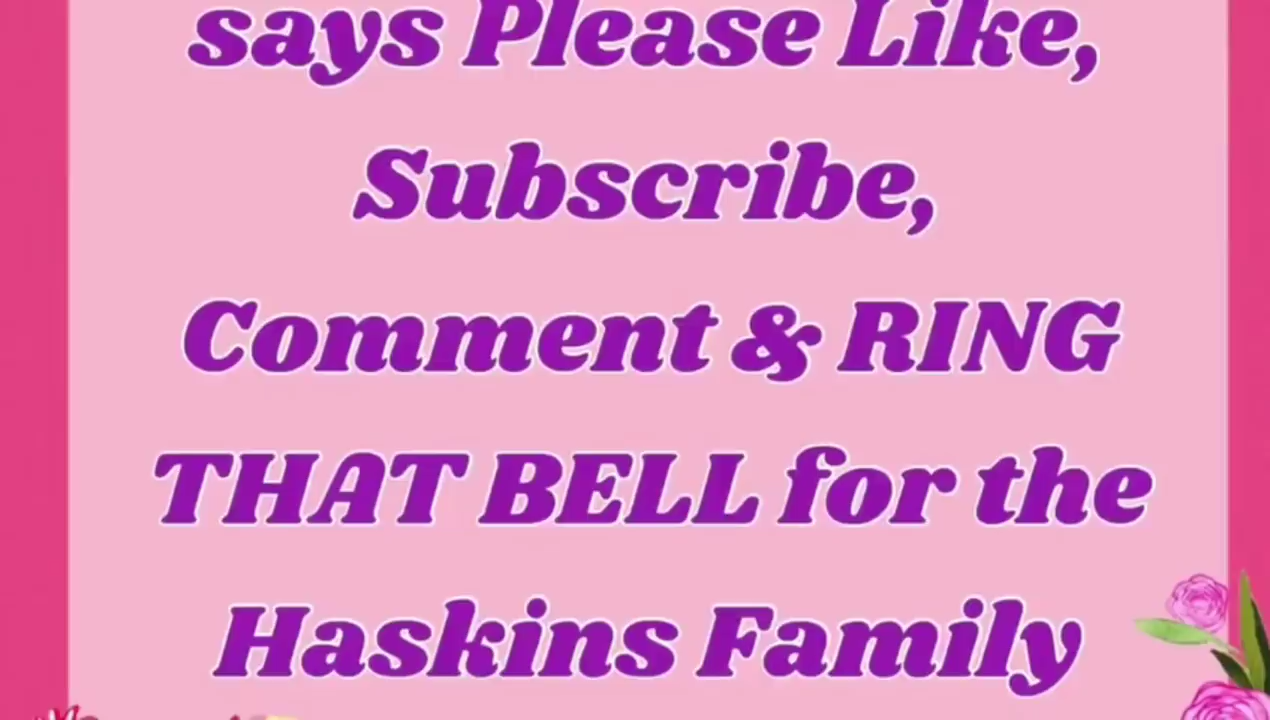 says Please Like,
Subscribe,
Comment & RING
THAT BELL for the
Haskins Family